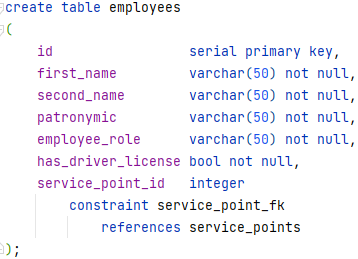 create table employees
(
    id                 serial primary key,
    first_name         varchar(50) not null,
    second_name        varchar(50) not null,
    patronymic         varchar(50) not null,
    employee_role      varchar(50) not null,
    has_driver_license bool not null,
    service_point_id   integer
        constraint service_point_fk
            references service_points
);